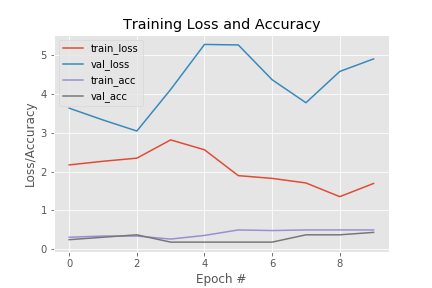 Training Loss and Accuracy
train_loss
val_loss
train_acc
val_acc
Loss/Accuracy
5
4
3
2
1
0
0 2 4 6 8
Epoch #